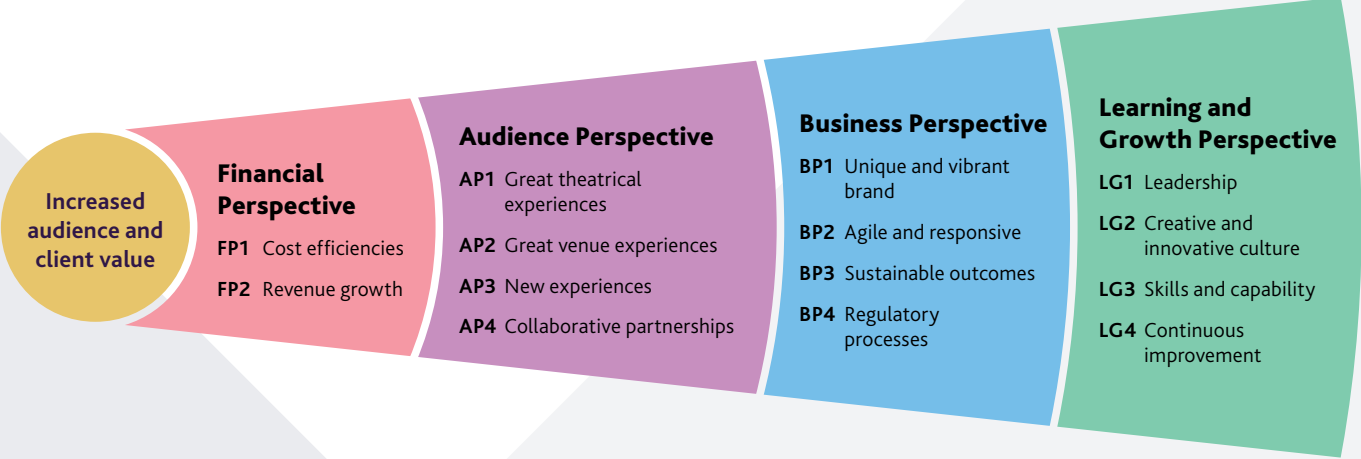 Increased
audience and
client value
Financial
Perspective
FP1 Cost efficiencies
FP2 Revenue growth
Audience Perspective
AP1 Great theatrical
experiences
AP2 Great venue experiences
AP3 New experiences
AP4 Collaborative partnerships
Business Perspective
BP1 Unique and vibrant
brand
BP2 Agile and responsive
BP3 Sustainable outcomes
BP4 Regulatory
processes
Learning and
Growth Perspective
LG1 Leadership
LG2 Creative and
innovative culture
LG3 Skills and capability
LG4 Continuous
improvement